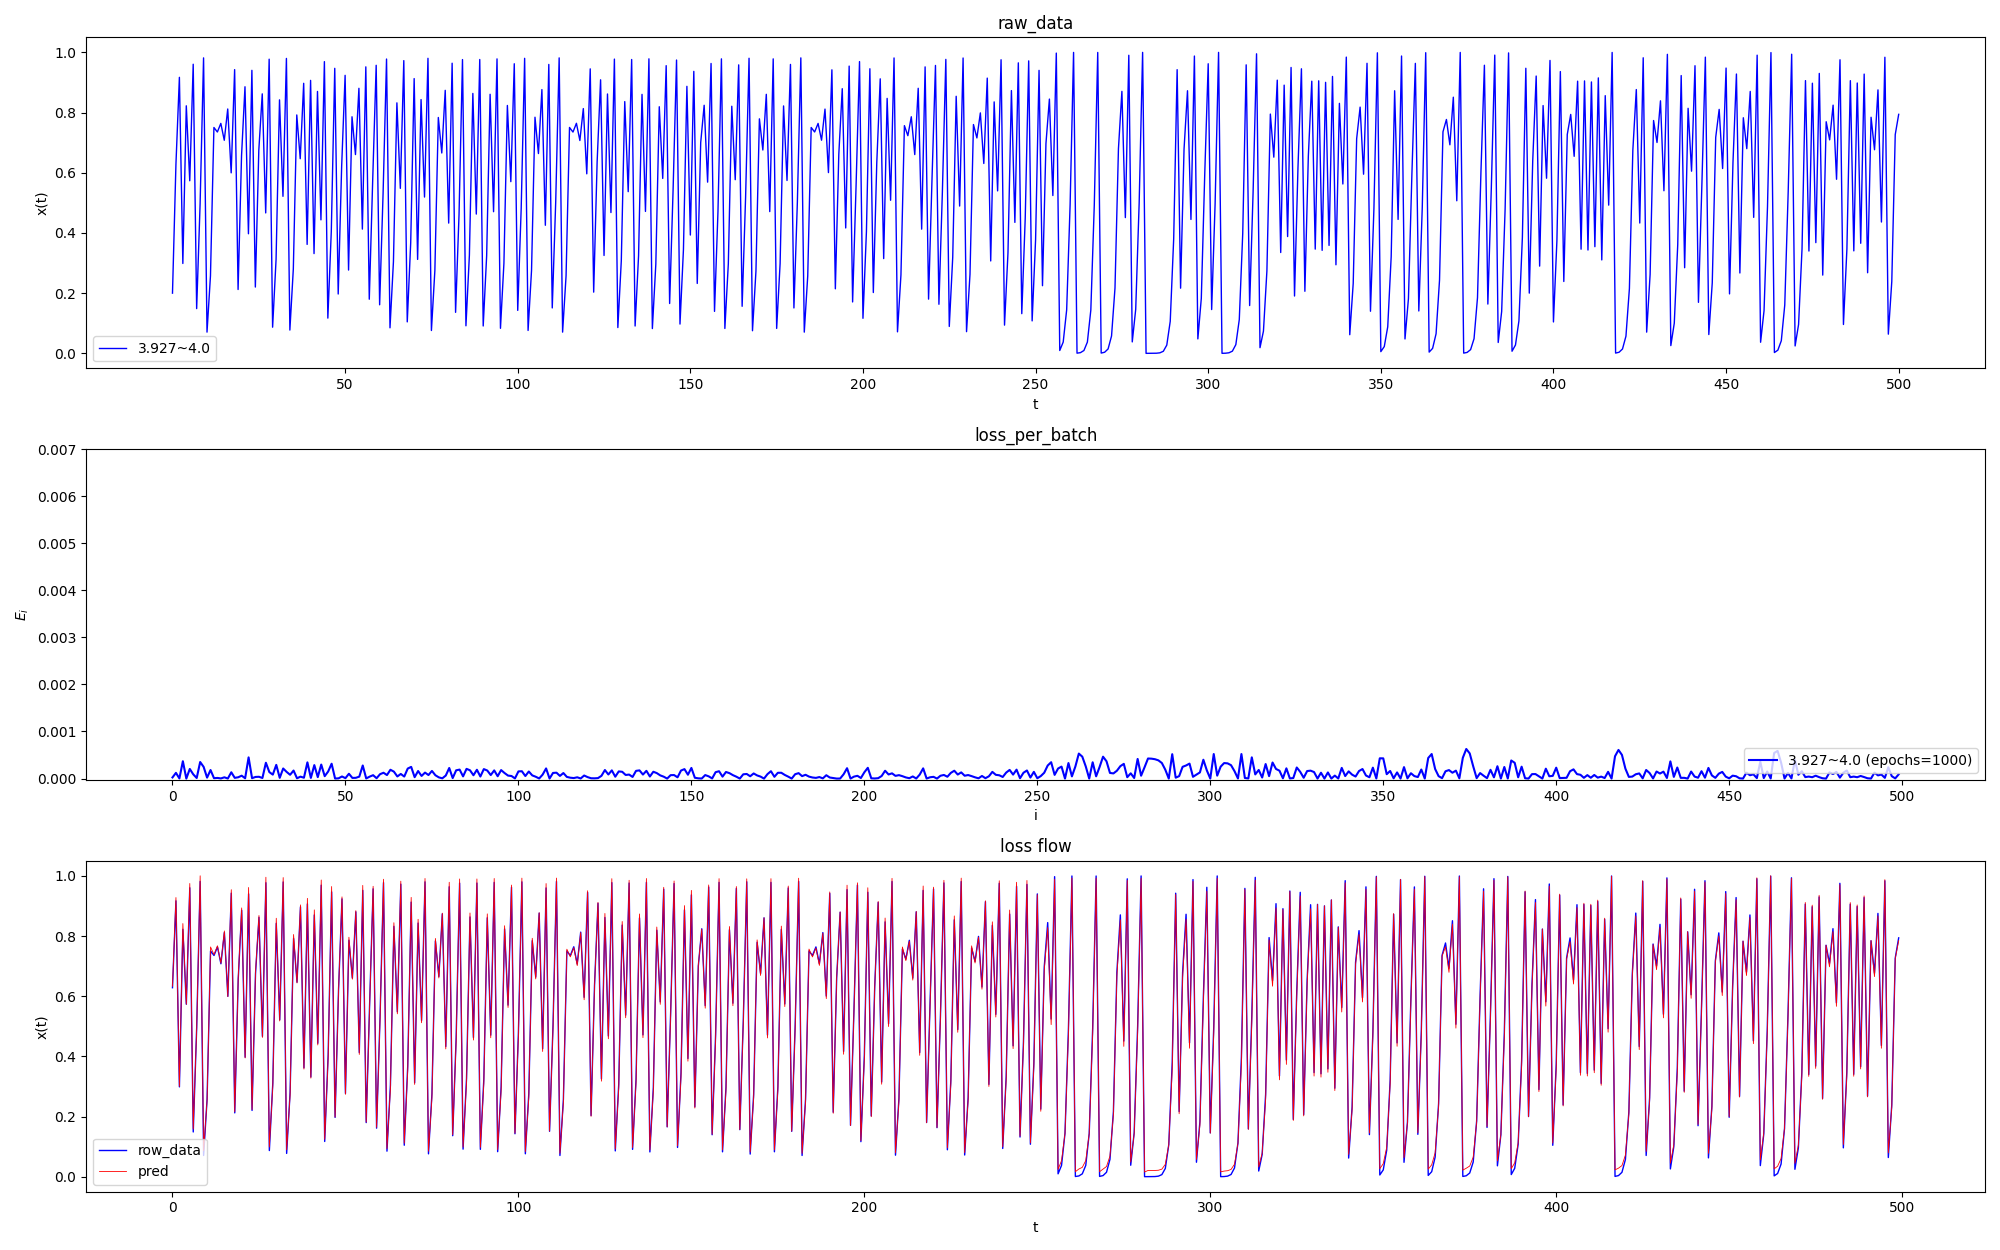 raw_data
1.0
0.8
0.6
0.4
0.2
0.0
x(t)
3.927~4.0
50 100 150 200 250 300 350 400 450 500
t
loss_per_batch
0.007
0.006
0.005
0.004
0.003
0.002
0.001
0.000
E_i
3.927~4.0 (epochs=1000)
0 50 100 150 200 250 300 350 400 450 500
i
loss flow
1.0
0.8
0.6
0.4
0.2
0.0
x(t)
row_data
pred
0 100 200 300 400 500
t